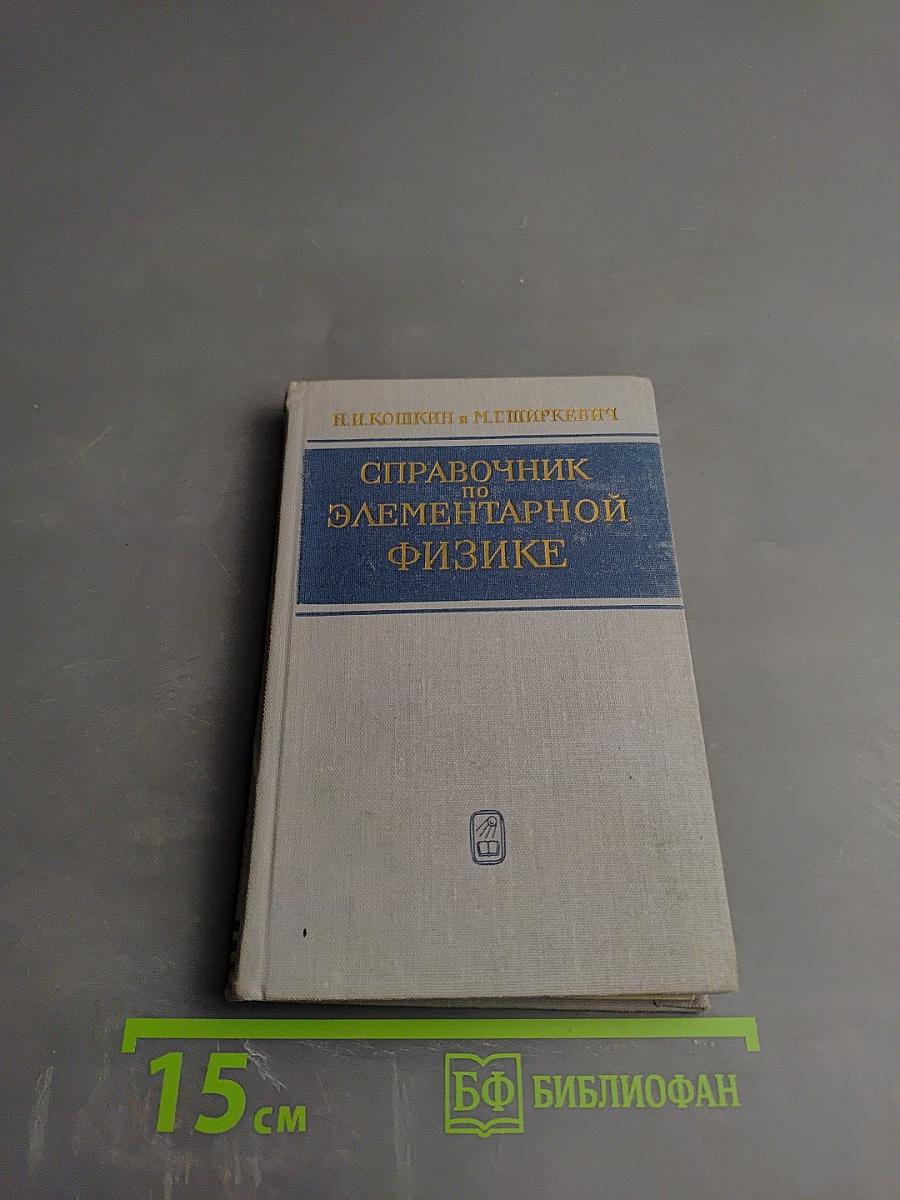 Н.И.КОШКИН и М.Г.ШИРКЕВИЧ
СПРАВОЧНИК
ПО
ЭЛЕМЕНТАРНОЙ
ФИЗИКЕ
15 см
БФ БИБЛИОФАН